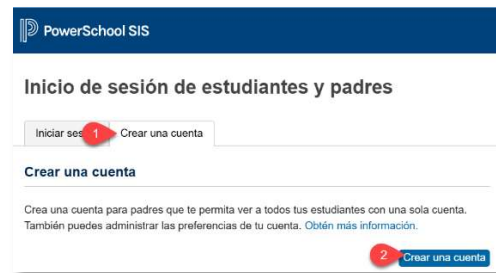 PowerSchool SIS
Inicio de sesión de estudiantes y padres
Iniciar ses 1 Crear una cuenta
Crear una cuenta
Crea una cuenta para padres que te permita ver a todos tus estudiantes con una sola cuenta.
También puedes administrar las preferencias de tu cuenta. Obtén más información.
2 Crear una cuenta